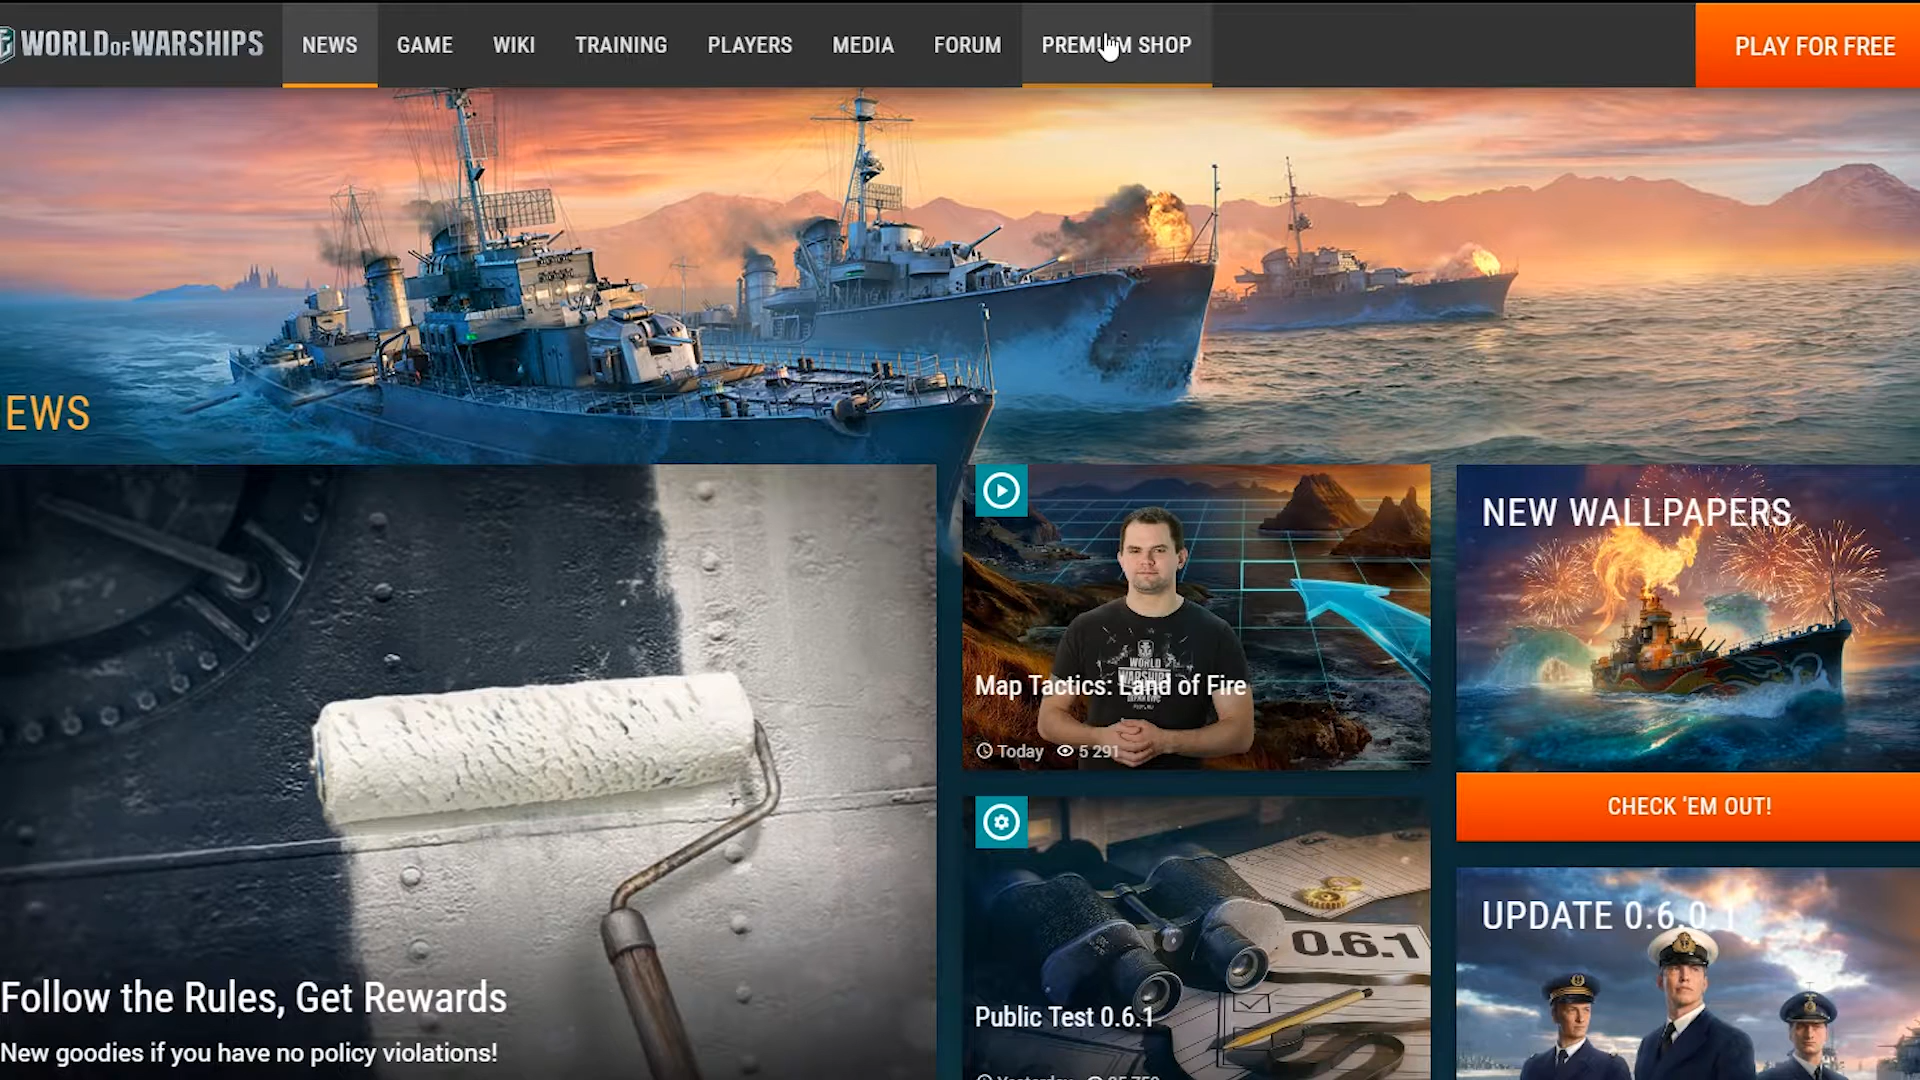 WORLD OF WARSHIPS
NEWS
GAME
WIKI
TRAINING
PLAYERS
MEDIA
FORUM
PREMIUM SHOP
PLAY FOR FREE
EWS
Follow the Rules, Get Rewards
New goodies if you have no policy violations!
WORLD
WARSHIPS
Map Tactics: Land of Fire
Today 5 291
0.6.1
Public Test 0.6.1
NEW WALLPAPERS
CHECK 'EM OUT!
UPDATE 0.6.0.1